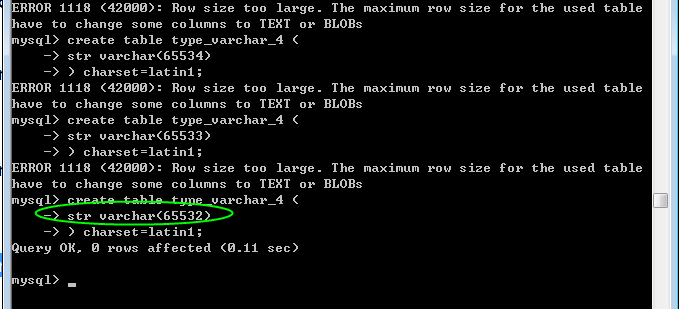 ERROR 1118 (42000): Row size too large. The maximum row size for the used table
have to change some columns to TEXT or BLOBs
mysql> create table type_varchar_4 (
    -> str varchar(65534)
    -> ) charset=latin1;
ERROR 1118 (42000): Row size too large. The maximum row size for the used table
have to change some columns to TEXT or BLOBs
mysql> create table type_varchar_4 (
    -> str varchar(65533)
    -> ) charset=latin1;
ERROR 1118 (42000): Row size too large. The maximum row size for the used table
have to change some columns to TEXT or BLOBs
mysql> create table type_varchar_4 (
    -> str varchar(65532)
    -> ) charset=latin1;
Query OK, 0 rows affected (0.11 sec)
mysql> _